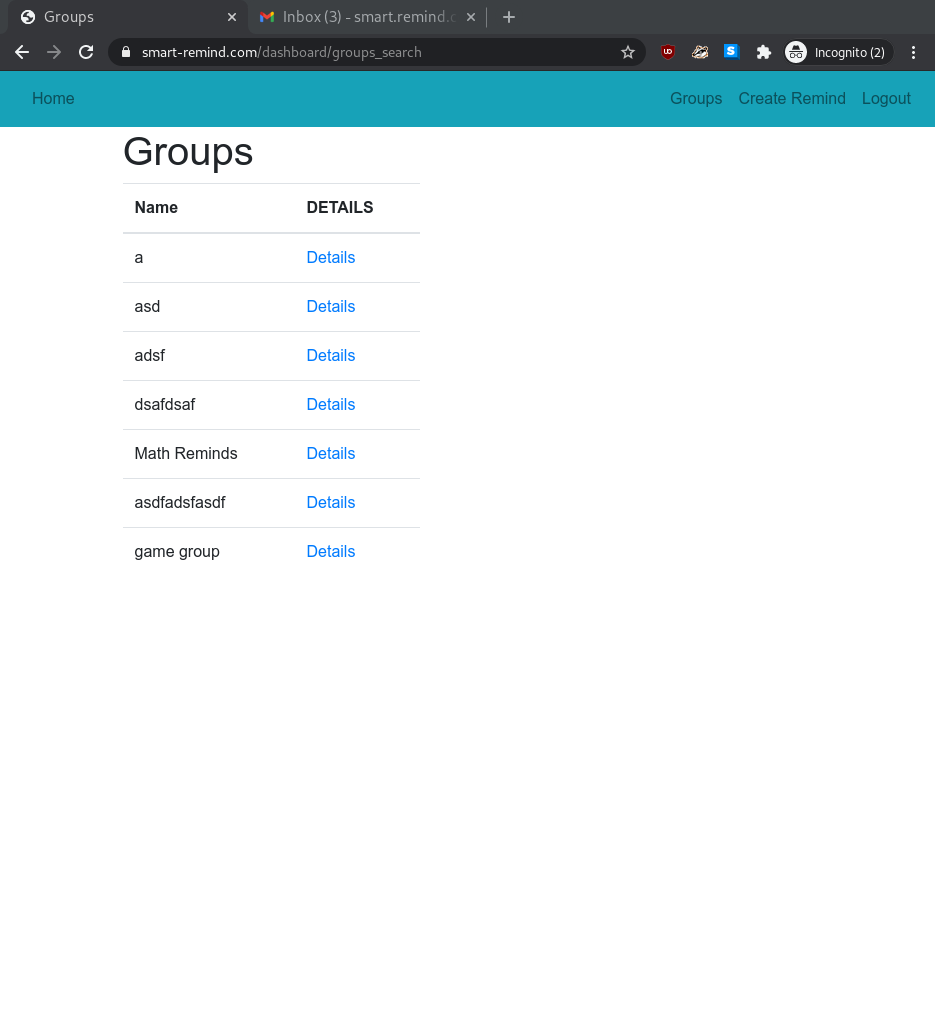 Groups
Inbox (3) - smart.remind.c
smart-remind.com/dashboard/groups_search
Incognito (2)
Home Groups Create Remind Logout
Groups
Name DETAILS
a Details
asd Details
adsf Details
dsafdsaf Details
Math Reminds Details
asdfadsfasdf Details
game group Details